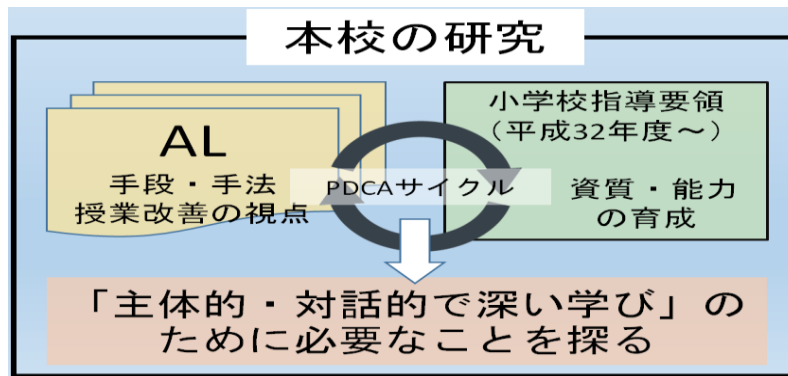 本校の研究
AL
手段・手法
授業改善の視点
PDCAサイクル
小学校指導要領
（平成32年度～）
資質・能力
の育成
「主体的・対話的で深い学び」の
ために必要なことを探る